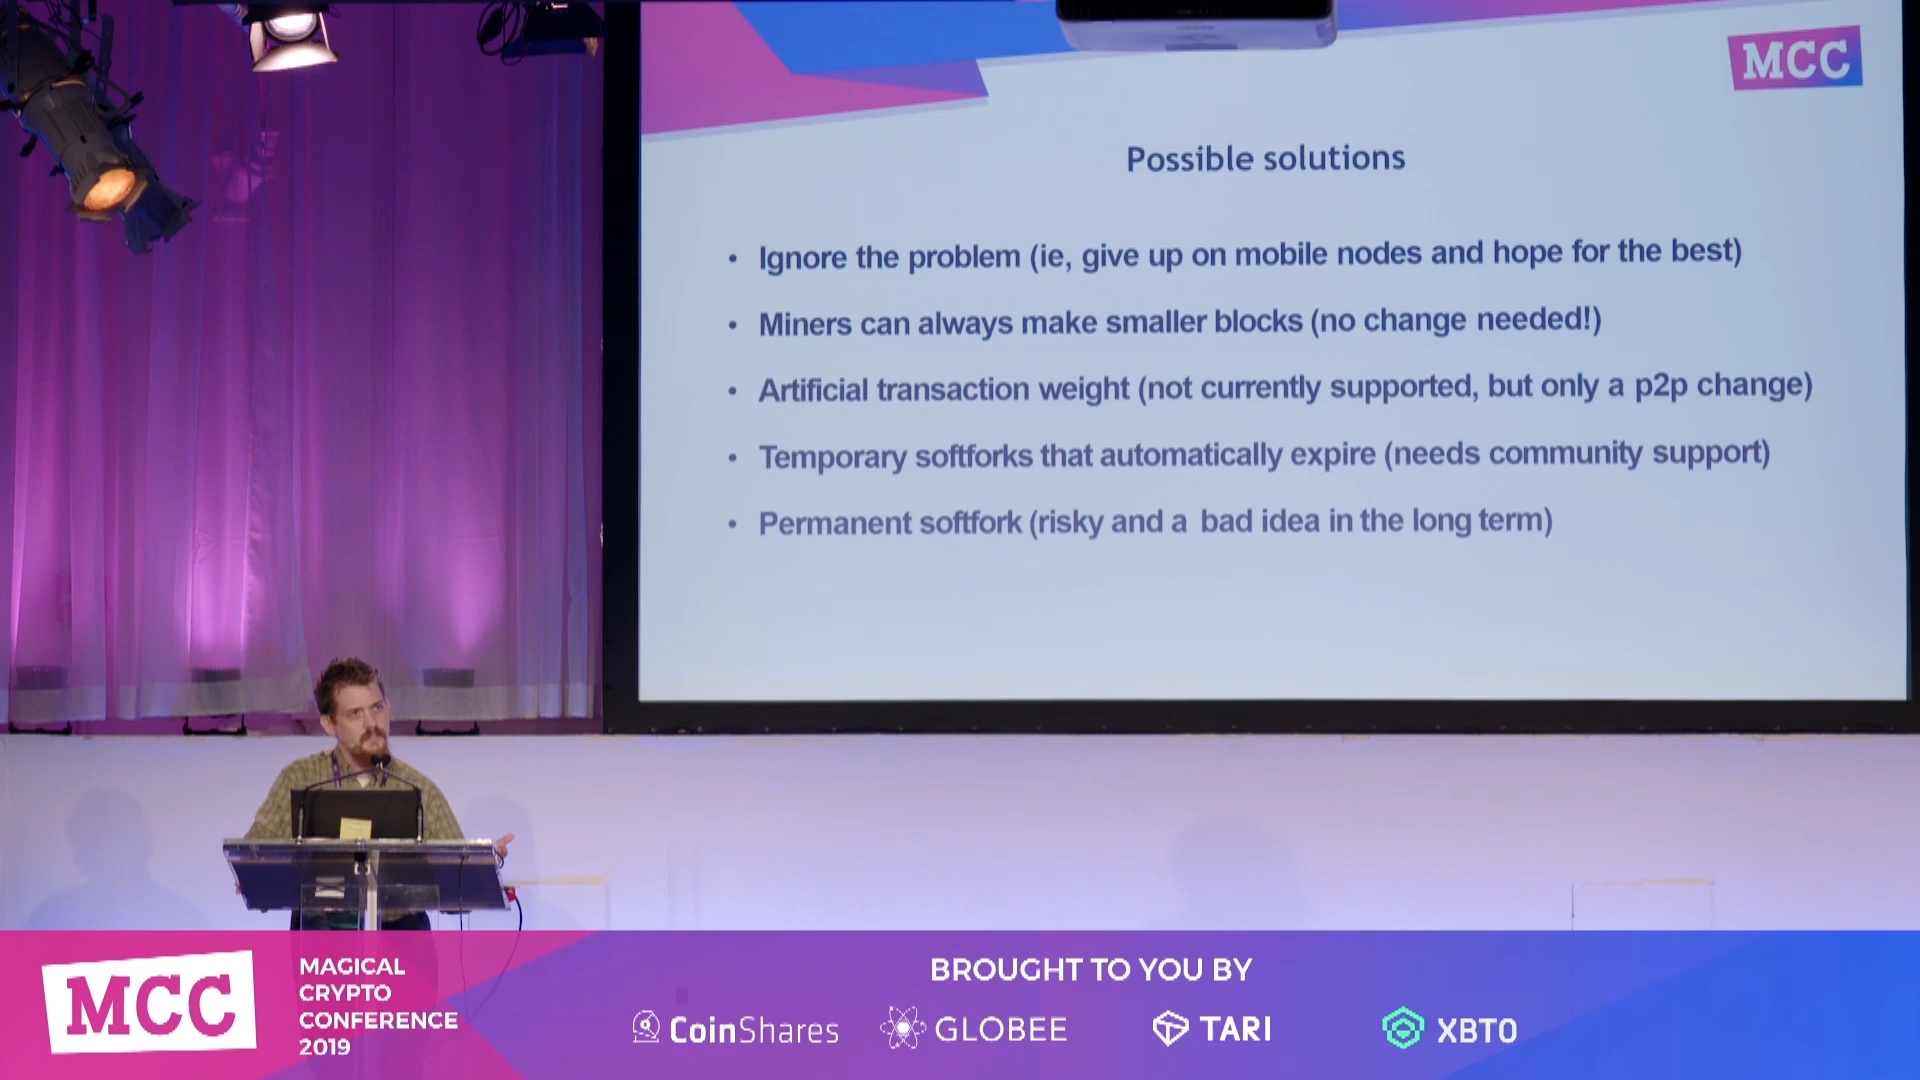 MCC
Possible solutions
• Ignore the problem (ie, give up on mobile nodes and hope for the best)
• Miners can always make smaller blocks (no change needed!)
• Artificial transaction weight (not currently supported, but only a p2p change)
• Temporary softforks that automatically expire (needs community support)
• Permanent softfork (risky and a bad idea in the long term)
MCC
MAGICAL
CRYPTO
CONFERENCE
2019
BROUGHT TO YOU BY
CoinShares
GLOBEE
TARI
XBTO